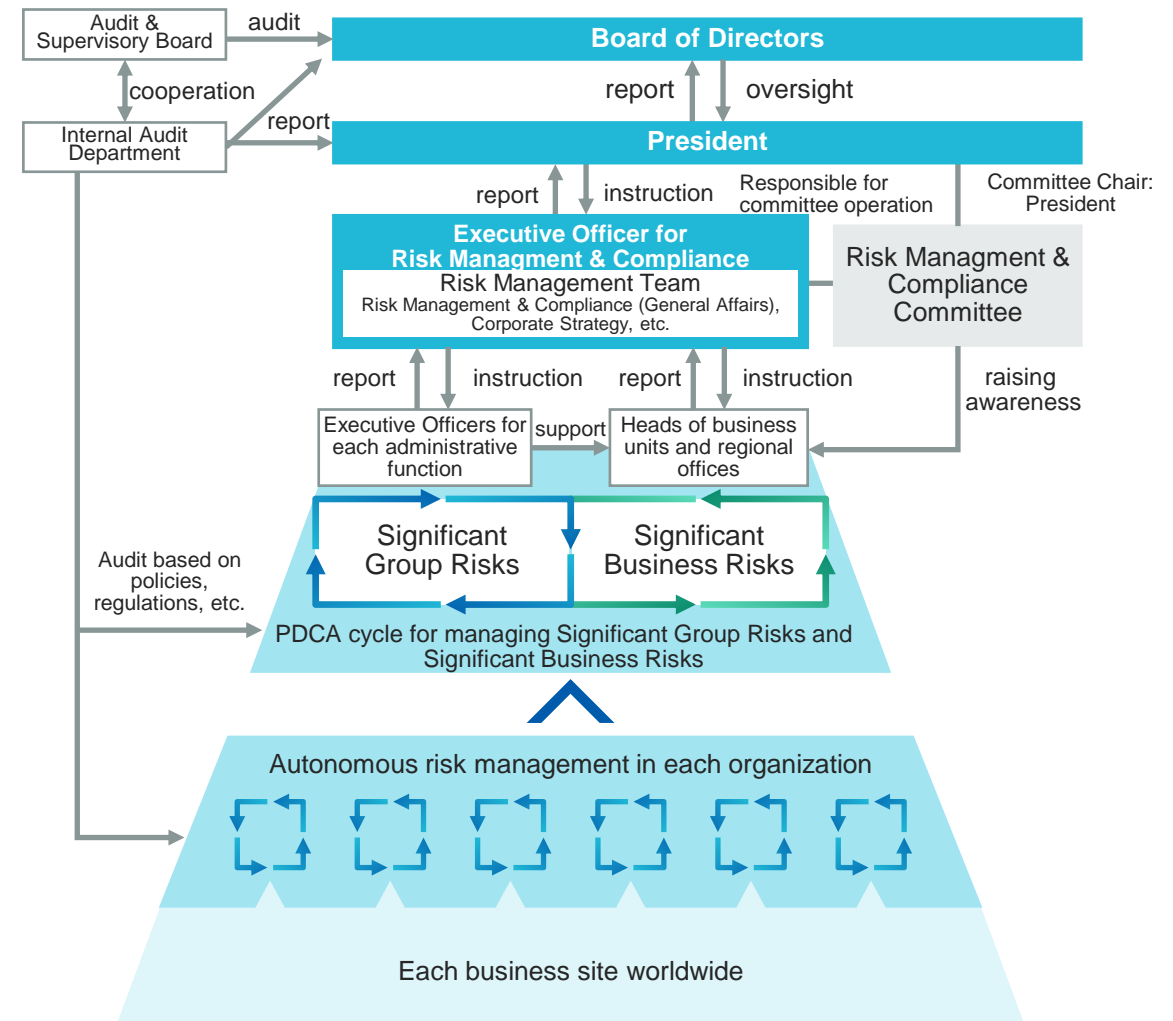 Audit &
Supervisory Board
audit
Board of Directors
cooperation
report
oversight
Internal Audit
Department
report
President
report
instruction
Responsible for
committee operation
Committee Chair:
President
Executive Officer for
Risk Managment & Compliance
Risk Management Team
Risk Management & Compliance (General Affairs),
Corporate Strategy, etc.
Risk Managment &
Compliance
Committee
report
instruction
report
instruction
raising
awareness
Executive Officers for
each administrative
function
support
Heads of business
units and regional
offices
Significant
Group Risks
Significant
Business Risks
Audit based on
policies,
regulations, etc.
PDCA cycle for managing Significant Group Risks and
Significant Business Risks
Autonomous risk management in each organization
Each business site worldwide